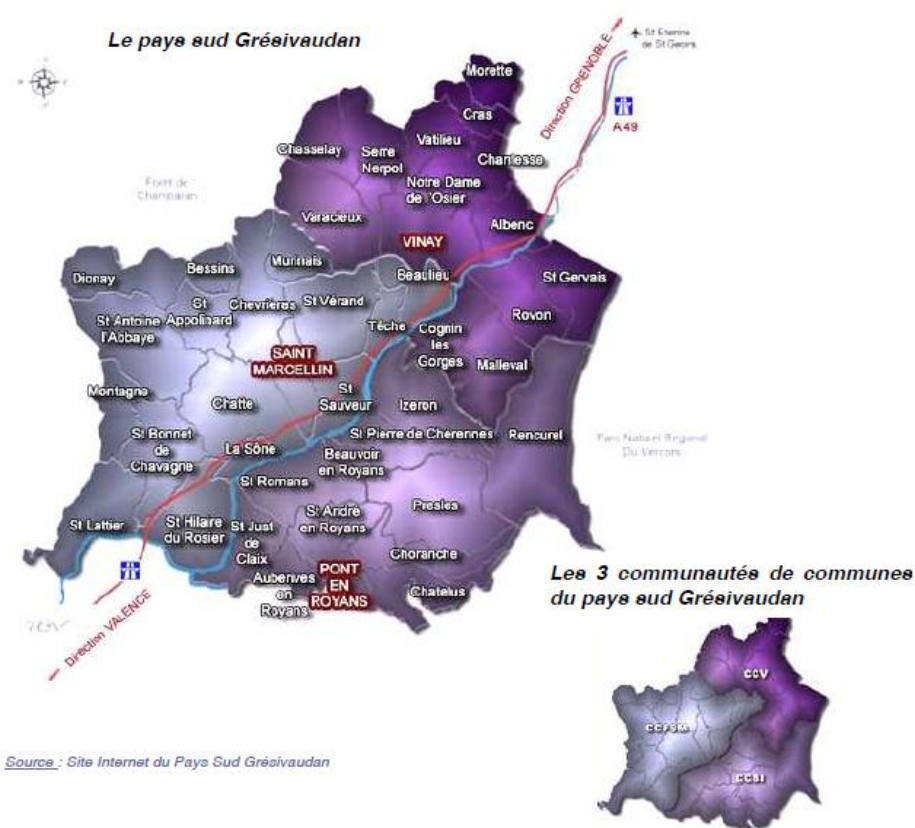 Le pays sud Grésivaudan
St Etienne
de St Geoirs
Direction GRENOBLE
A49
Morette
Cras
Vatilieu
Chantesse
Chasselay
Serre
Nerpol
Notre Dame
de l'Osier
Forêt de
Chambaran
Varacieux
Albenc
VINAY
Murinais
Beaulieu
St Gervais
Bessins
Dionay
St
Appolinard
Chevrières
St Vérand
St Antoine
l'Abbaye
Têche
Cognin
les
Gorges
Rovon
SAINT
MARCELLIN
Malleval
Montagne
Chatte
St
Sauveur
Izeron
St Bonnet
de
Chavagne
La Sône
St Pierre de Chérennes
Rencurel
Parc Naturel Régional
Du Vercors
Beauvoir
en Royans
St Romans
Presles
St Lattier
St Hilaire
du Rosier
St Just
de
Claix
St André
en Royans
Choranche
Auberives
en
Royans
PONT
EN
ROYANS
Chatelus
Direction VALENCE
Les 3 communautés de communes
du pays sud Grésivaudan
CCV
CCPSM
CCBI
Source : Site Internet du Pays Sud Grésivaudan